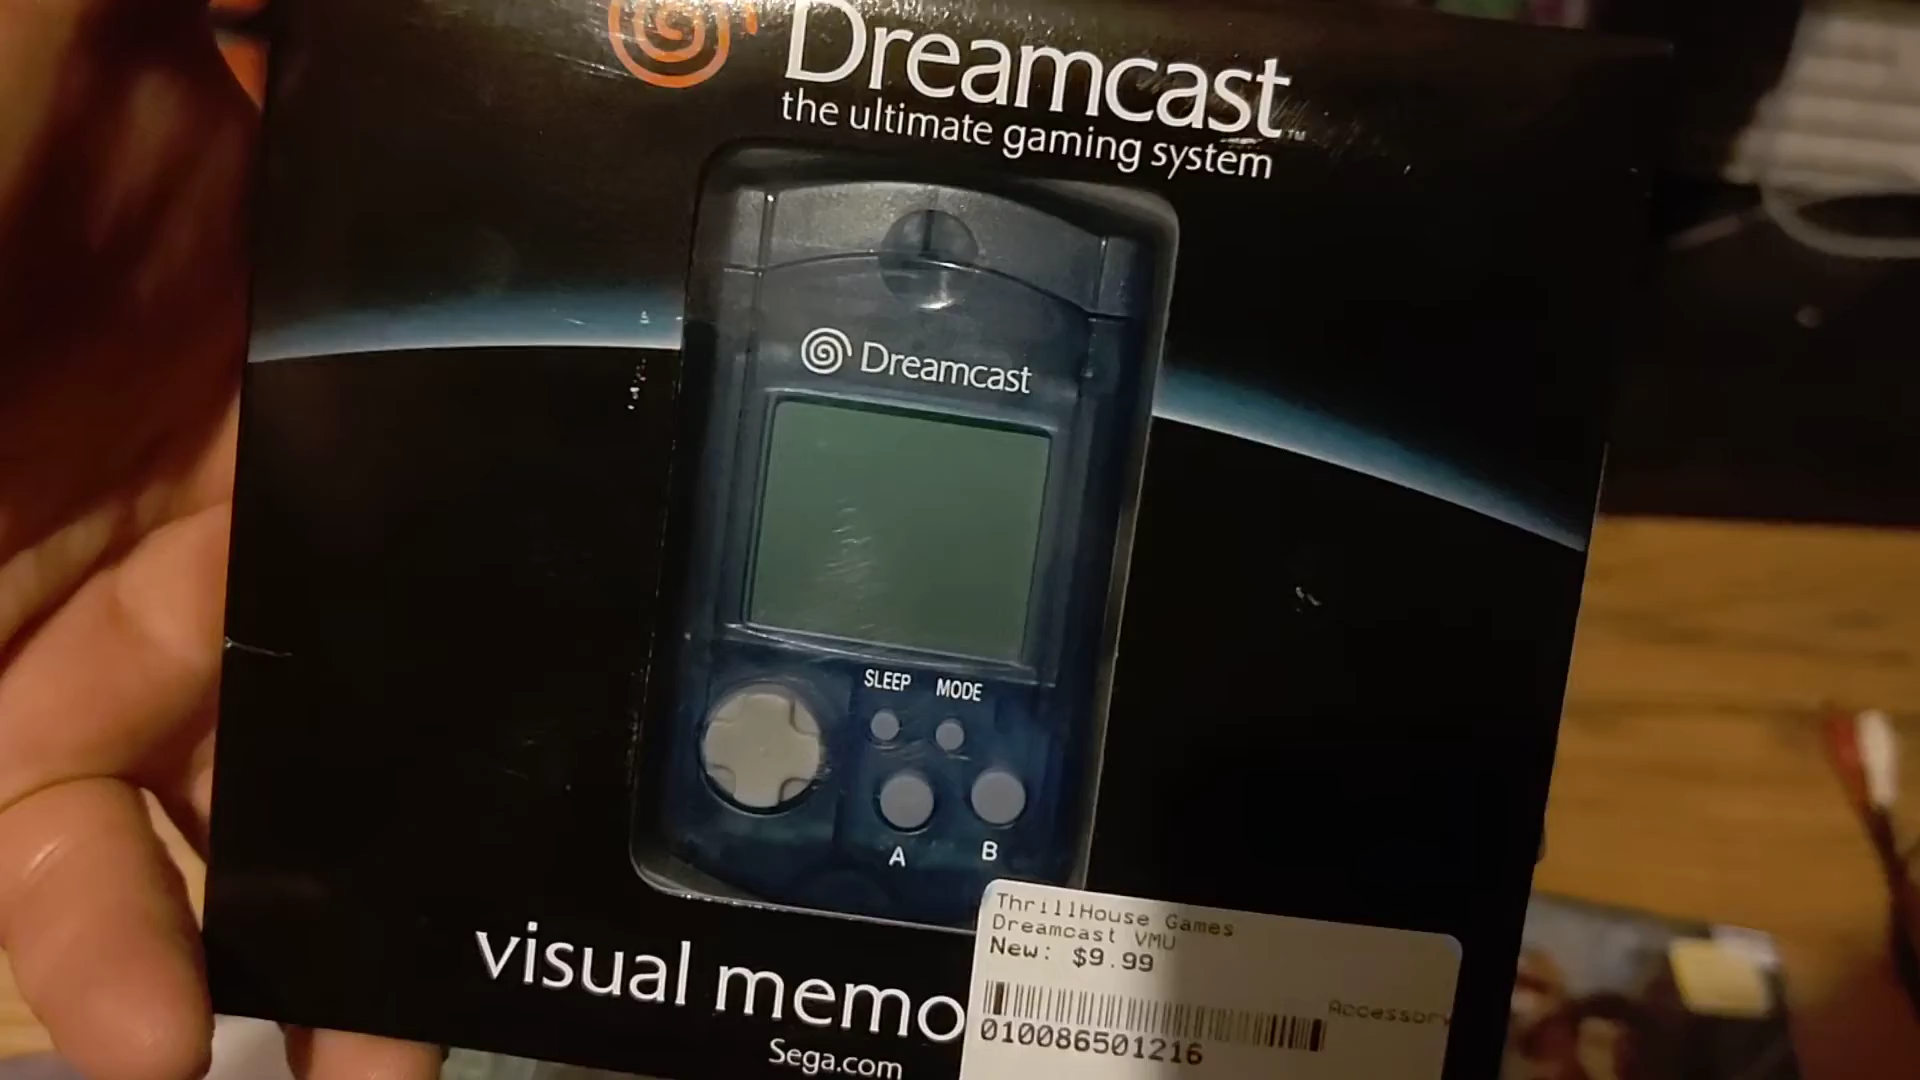 Dreamcast™
the ultimate gaming system
Dreamcast
SLEEP MODE
A B
visual memo
Sega.com
ThrillHouse Games
Dreamcast VMU
New: $9.99
Accessory
010086501216